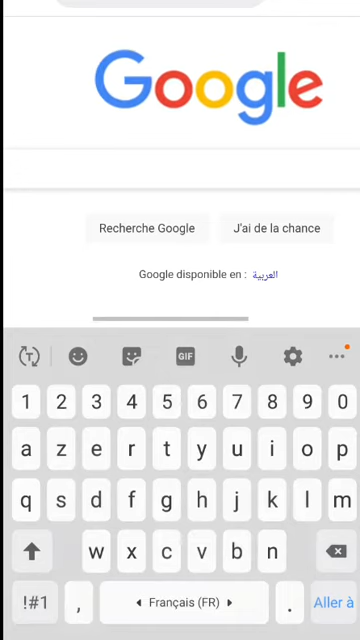 Google
Recherche Google J'ai de la chance
Google disponible en : العربية
T GIF
1 2 3 4 5 6 7 8 9 0
a z e r t y u i o p
q s d f g h j k l m
w x c v b n
!#1 , Français (FR) . Aller à